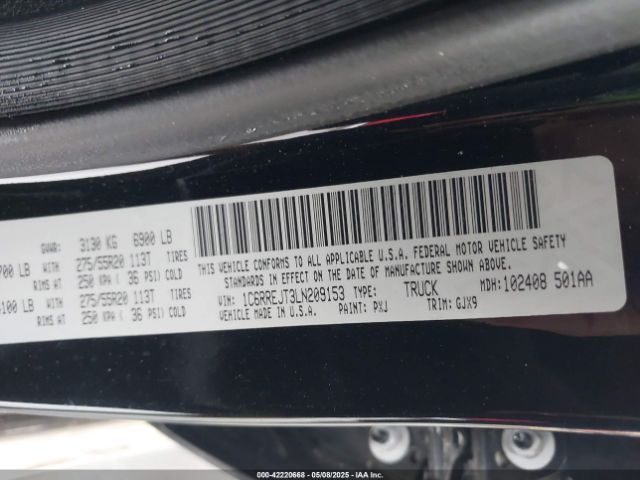 GVWR: 3130 KG 6900 LB
700 LB WITH 275/55R20 113T TIRES
RIMS AT 250 KPA ( 36 PSI) COLD
4100 LB WITH 275/55R20 113T TIRES
RIMS AT 250 KPA ( 36 PSI) COLD
THIS VEHICLE CONFORMS TO ALL APPLICABLE U.S.A. FEDERAL MOTOR VEHICLE SAFETY
STANDARDS IN EFFECT ON THE DATE OF MANUFACTURE SHOWN ABOVE.
VIN: 1C6RREJT3LN209153 TYPE: TRUCK MDH: 102408 501AA
VEHICLE MADE IN U.S.A. PAINT: PXJ TRIM: GJX9
000-42220668 - 05/08/2025 - IAAI.COM